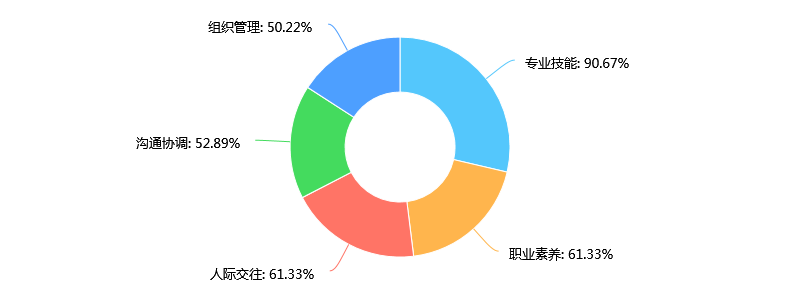 组织管理: 50.22%
专业技能: 90.67%
沟通协调: 52.89%
职业素养: 61.33%
人际交往: 61.33%